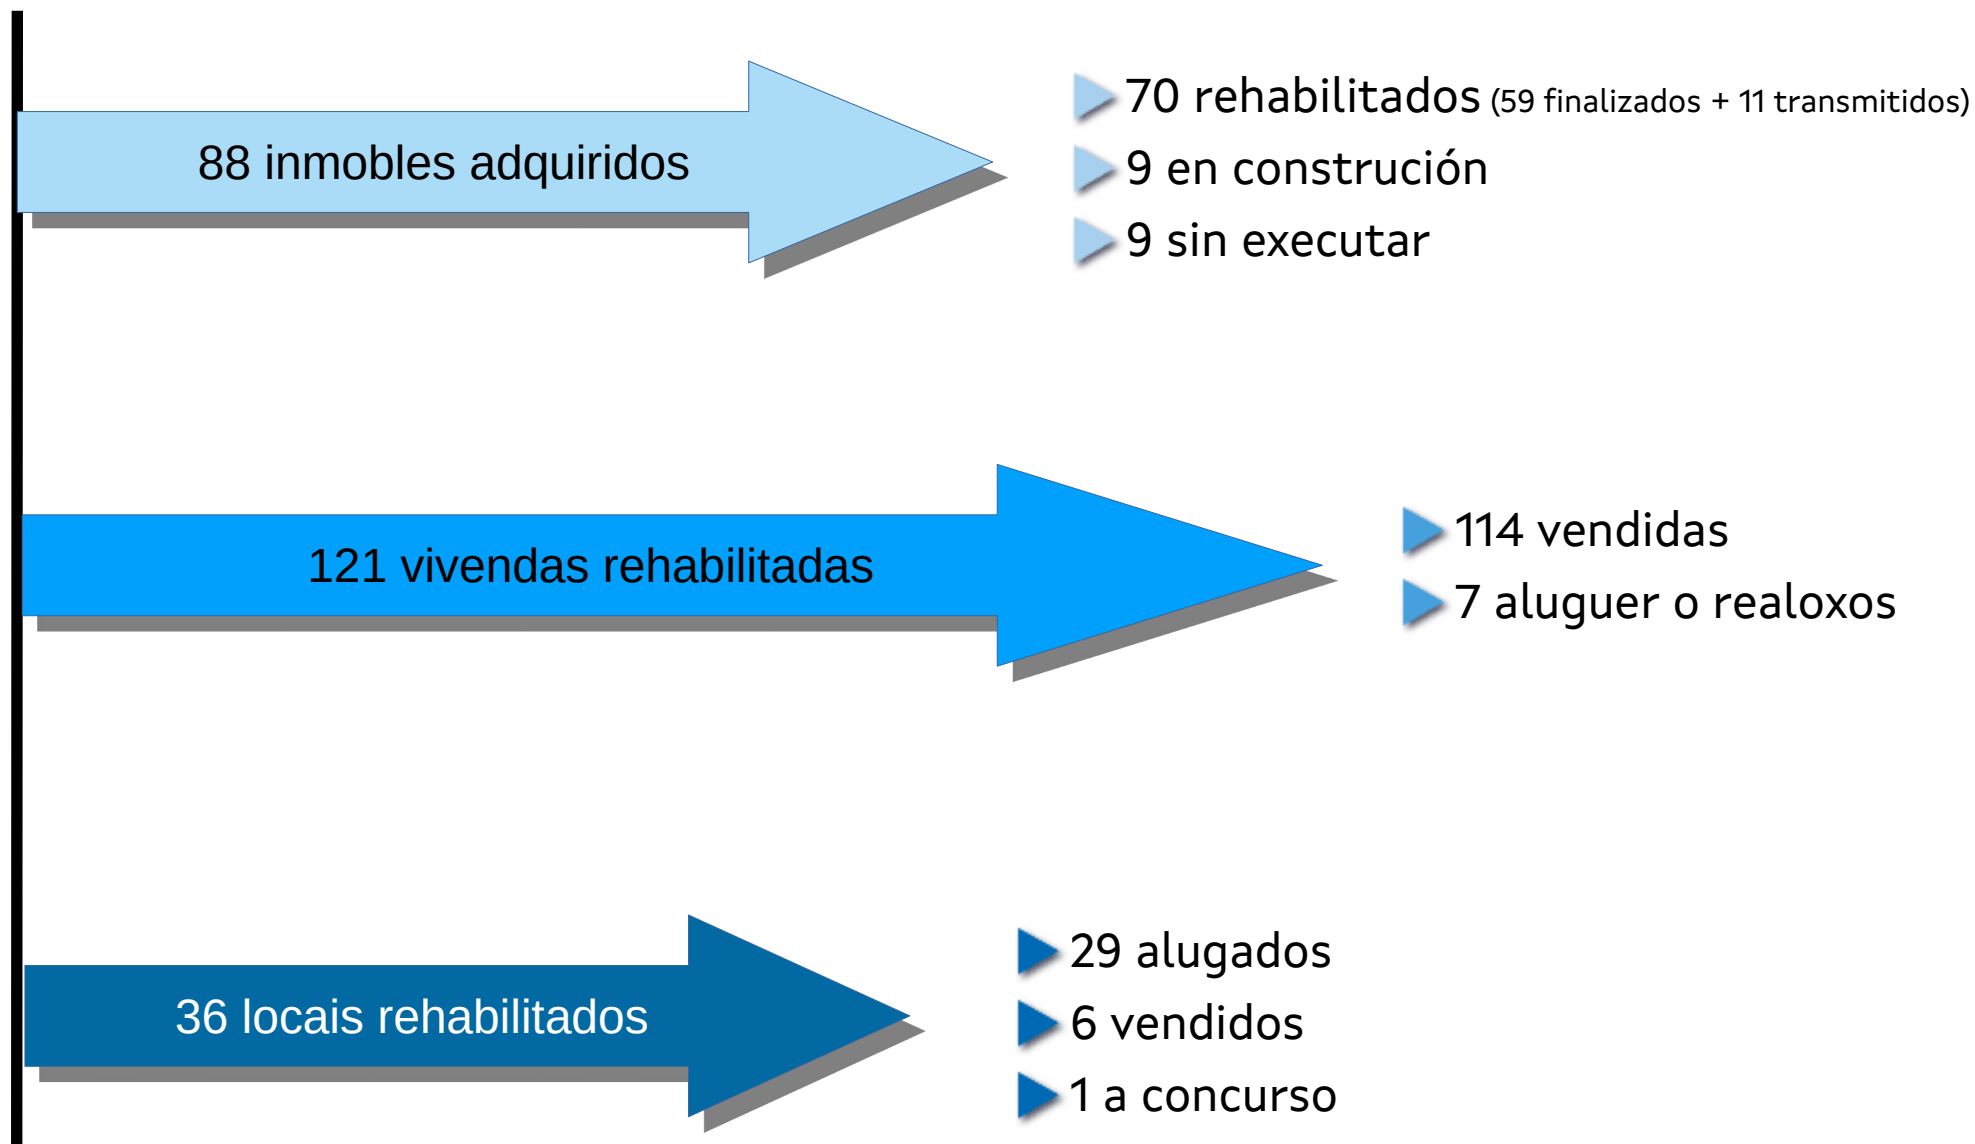 88 inmobles adquiridos
70 rehabilitados (59 finalizados + 11 transmitidos)
9 en construción
9 sin executar
121 vivendas rehabilitadas
114 vendidas
7 aluguer o realoxos
36 locais rehabilitados
29 alugados
6 vendidos
1 a concurso